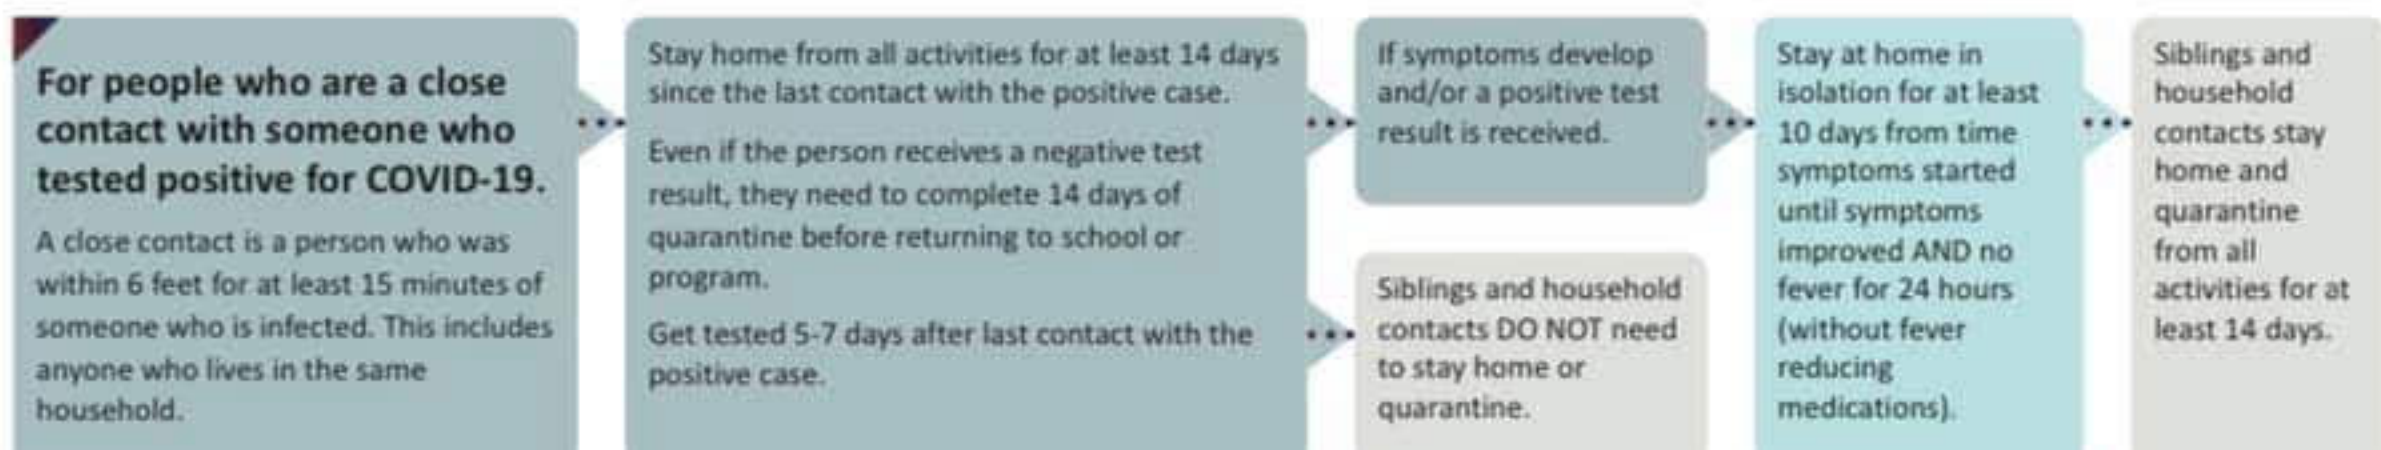 For people who are a close
contact with someone who
tested positive for COVID-19.
A close contact is a person who was
within 6 feet for at least 15 minutes of
someone who is infected. This includes
anyone who lives in the same
household.
Stay home from all activities for at least 14 days
since the last contact with the positive case.
Even if the person receives a negative test
result, they need to complete 14 days of
quarantine before returning to school or
program.
Get tested 5-7 days after last contact with the
positive case.
If symptoms develop
and/or a positive test
result is received.
Siblings and household
contacts DO NOT need
to stay home or
quarantine.
Stay at home in
isolation for at least
10 days from time
symptoms started
until symptoms
improved AND no
fever for 24 hours
(without fever
reducing
medications).
Siblings and
household
contacts stay
home and
quarantine
from all
activities for at
least 14 days.